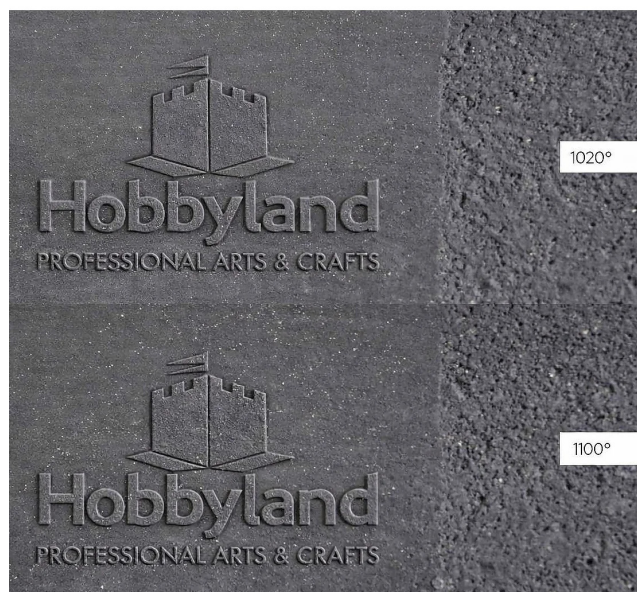 Hobbyland
PROFESSIONAL ARTS & CRAFTS
1020°
Hobbyland
PROFESSIONAL ARTS & CRAFTS
1100°